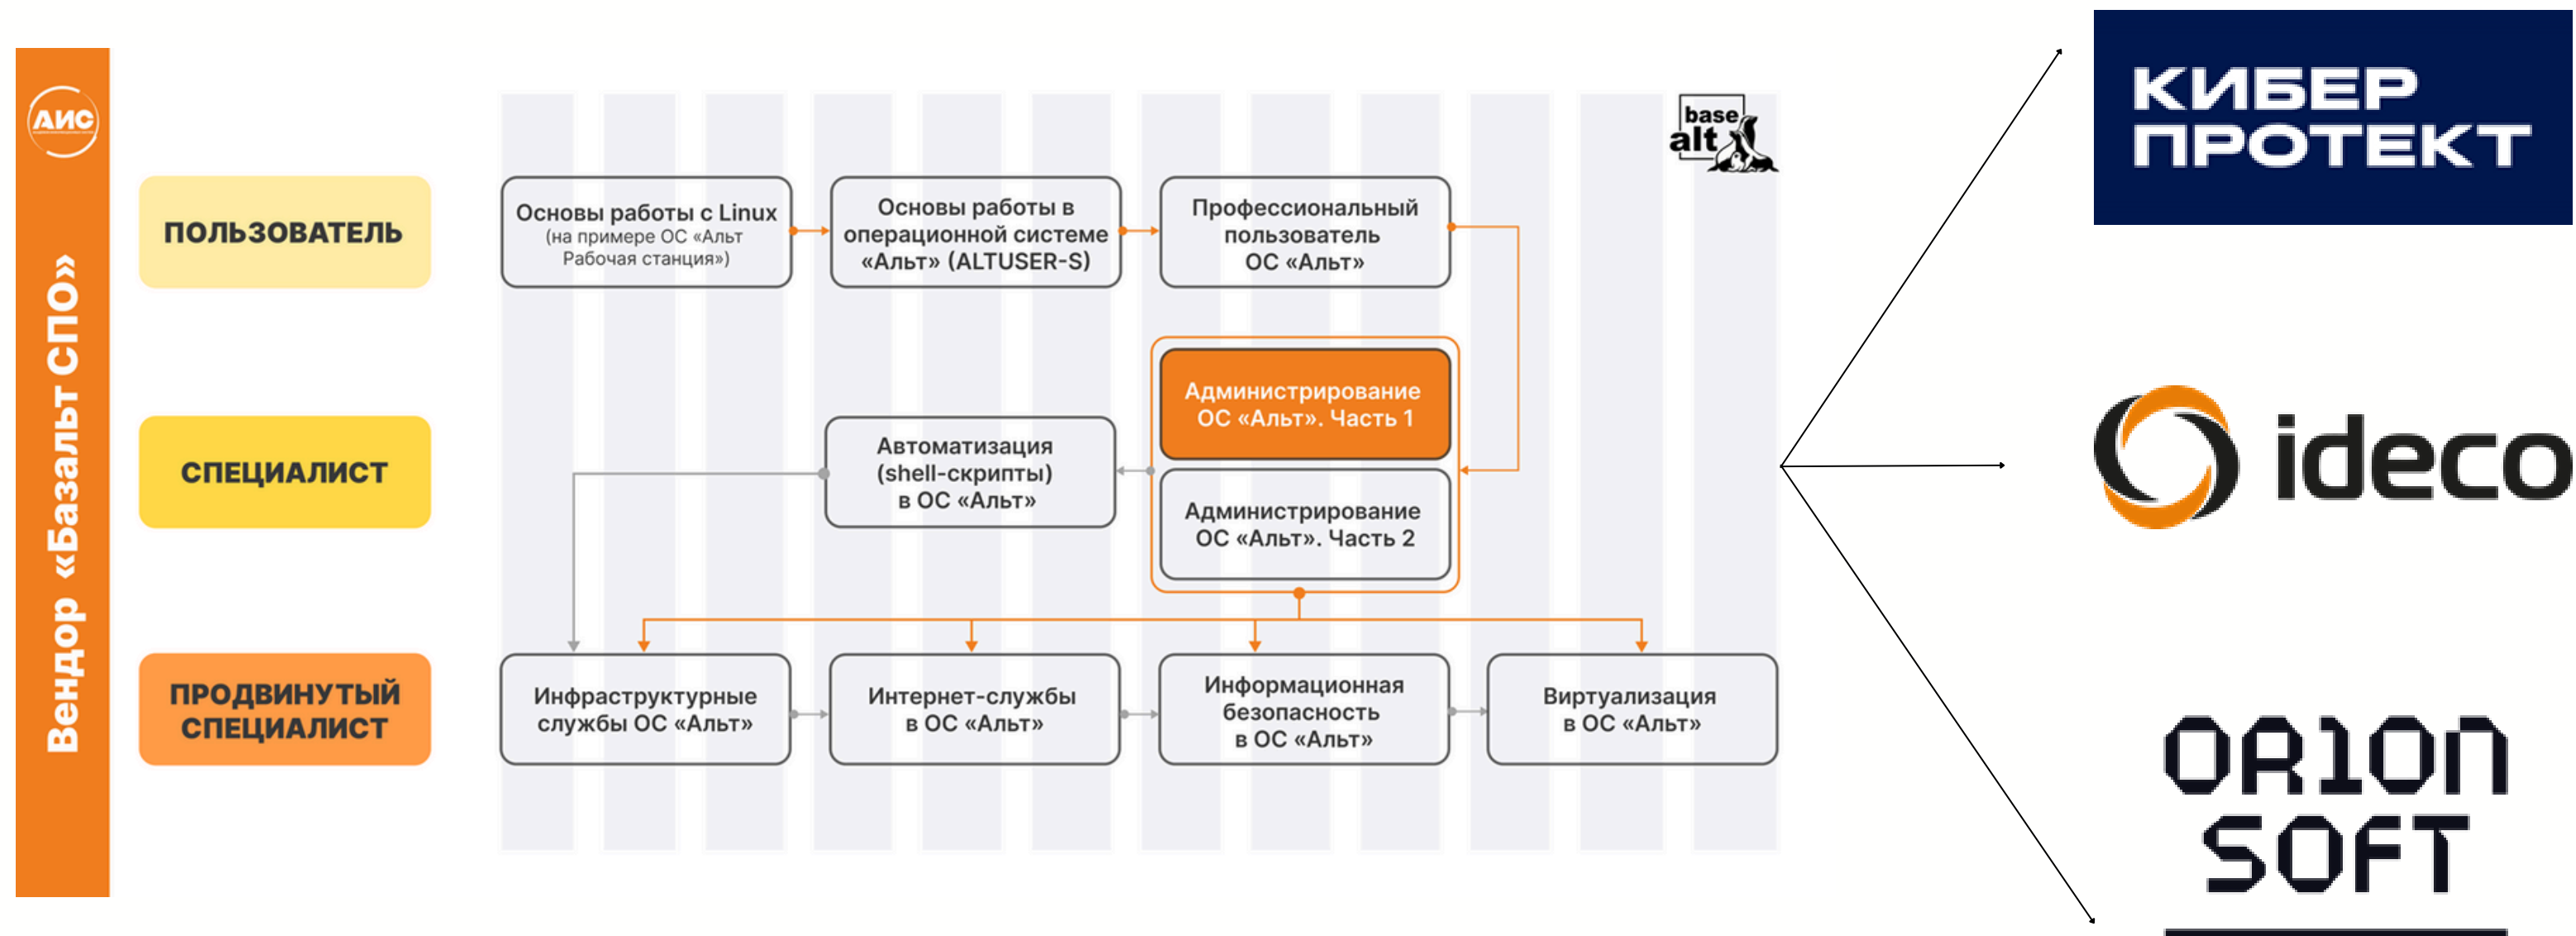 АИС
Вендор «Базальт СПО»
base
alt
ПОЛЬЗОВАТЕЛЬ
Основы работы с Linux
(на примере ОС «Альт
Рабочая станция»)
Основы работы в
операционной системе
«Альт» (ALTUSER-S)
Профессиональный
пользователь
ОС «Альт»
СПЕЦИАЛИСТ
Автоматизация
(shell-скрипты)
в ОС «Альт»
Администрирование
ОС «Альт». Часть 1
Администрирование
ОС «Альт». Часть 2
ПРОДВИНУТЫЙ
СПЕЦИАЛИСТ
Инфраструктурные
службы ОС «Альт»
Интернет-службы
в ОС «Альт»
Информационная
безопасность
в ОС «Альт»
Виртуализация
в ОС «Альт»
КИБЕР
ПРОТЕКТ
ideco
ORION
SOFT